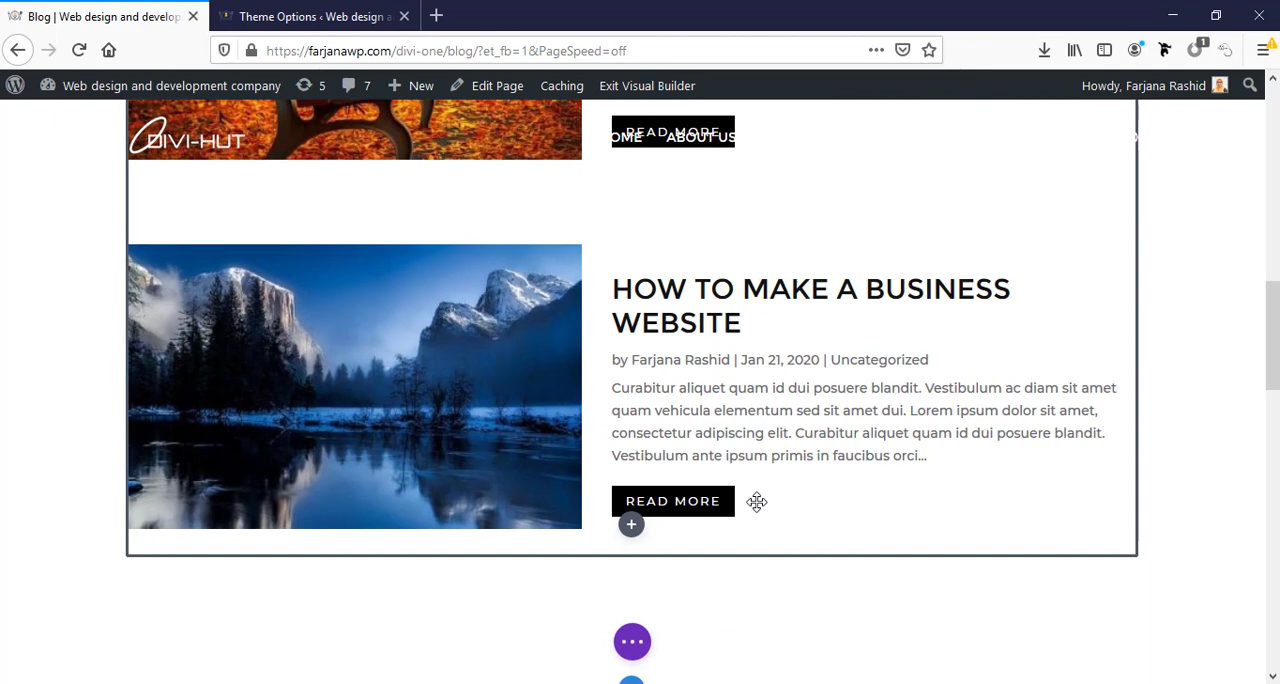 Blog | Web design and develop
Theme Options ‹ Web design a
https://farjanawp.com/divi-one/blog/?et_fb=1&PageSpeed=off
1
Web design and development company
5
7
New
Edit Page
Caching
Exit Visual Builder
Howdy, Farjana Rashid
DIVI-HUT
READ MORE
OME
ABOUT US
HOW TO MAKE A BUSINESS
WEBSITE
by Farjana Rashid | Jan 21, 2020 | Uncategorized
Curabitur aliquet quam id dui posuere blandit. Vestibulum ac diam sit amet
quam vehicula elementum sed sit amet dui. Lorem ipsum dolor sit amet,
consectetur adipiscing elit. Curabitur aliquet quam id dui posuere blandit.
Vestibulum ante ipsum primis in faucibus orci...
READ MORE